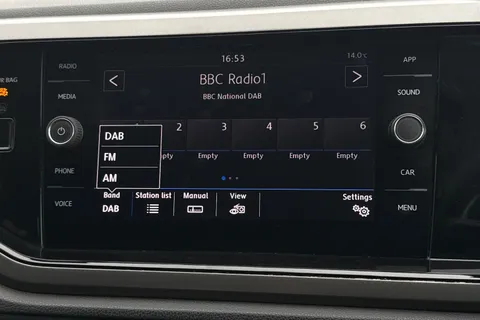 16:53
14.0°C
RADIO
BBC Radio1
APP
BBC National DAB
MEDIA
SOUND
DAB
FM
AM
2 3 4 5 6
Empty Empty Empty Empty
PHONE
CAR
Band
DAB
Station list
Manual
View
Settings
VOICE
MENU